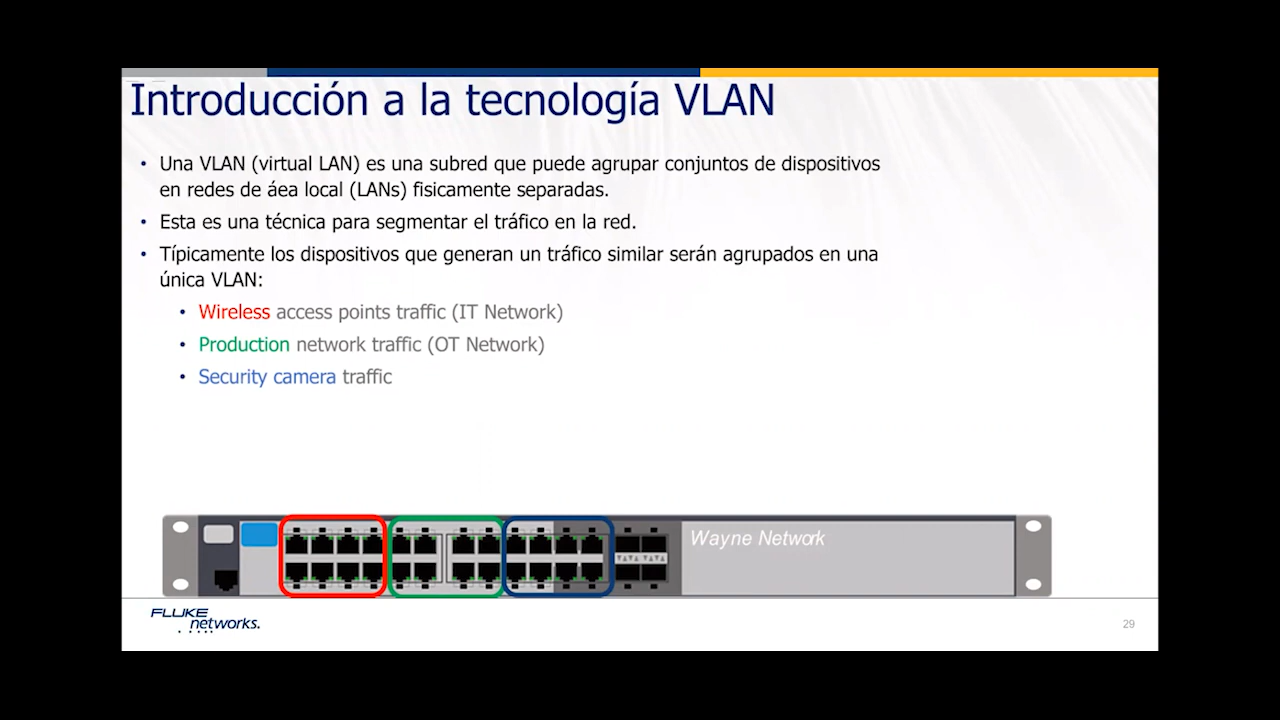 Introducción a la tecnología VLAN
• Una VLAN (virtual LAN) es una subred que puede agrupar conjuntos de dispositivos
en redes de áea local (LANs) fisicamente separadas.
• Esta es una técnica para segmentar el tráfico en la red.
• Típicamente los dispositivos que generan un tráfico similar serán agrupados en una
única VLAN:
• Wireless access points traffic (IT Network)
• Production network traffic (OT Network)
• Security camera traffic
Wayne Network
FLUKE
networks.
29